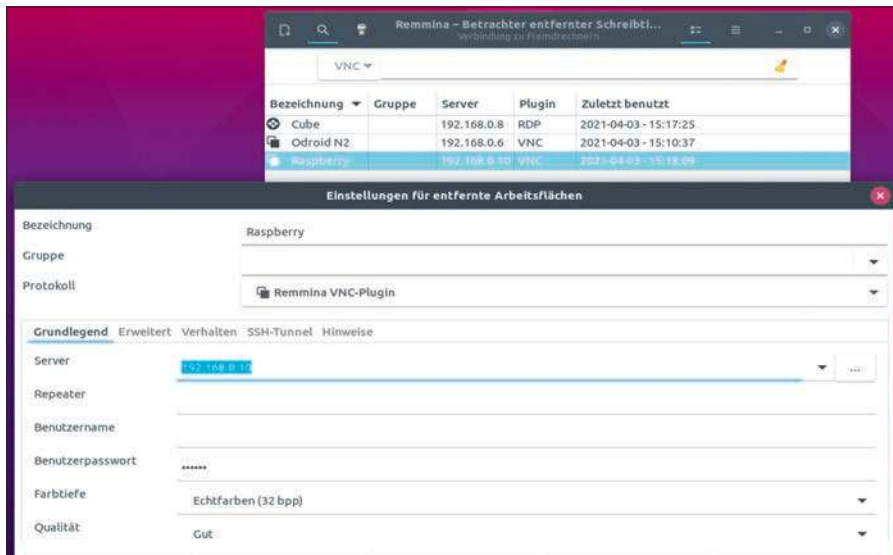 Remmina – Betrachter entfernter Schreibti...
Verbindung zu Fremdrechnern
VNC
Bezeichnung Gruppe Server Plugin Zuletzt benutzt
Cube 192.168.0.8 RDP 2021-04-03 - 15:17:25
Odroid N2 192.168.0.6 VNC 2021-04-03 - 15:10:37
Raspberry 192.168.0.10 VNC 2021-04-03 - 15:18:09
Einstellungen für entfernte Arbeitsflächen
Bezeichnung Raspberry
Gruppe
Protokoll Remmina VNC-Plugin
Grundlegend Erweitert Verhalten SSH-Tunnel Hinweise
Server 192.168.0.10 ...
Repeater
Benutzername
Benutzerpasswort ••••••
Farbtiefe Echtfarben (32 bpp)
Qualität Gut